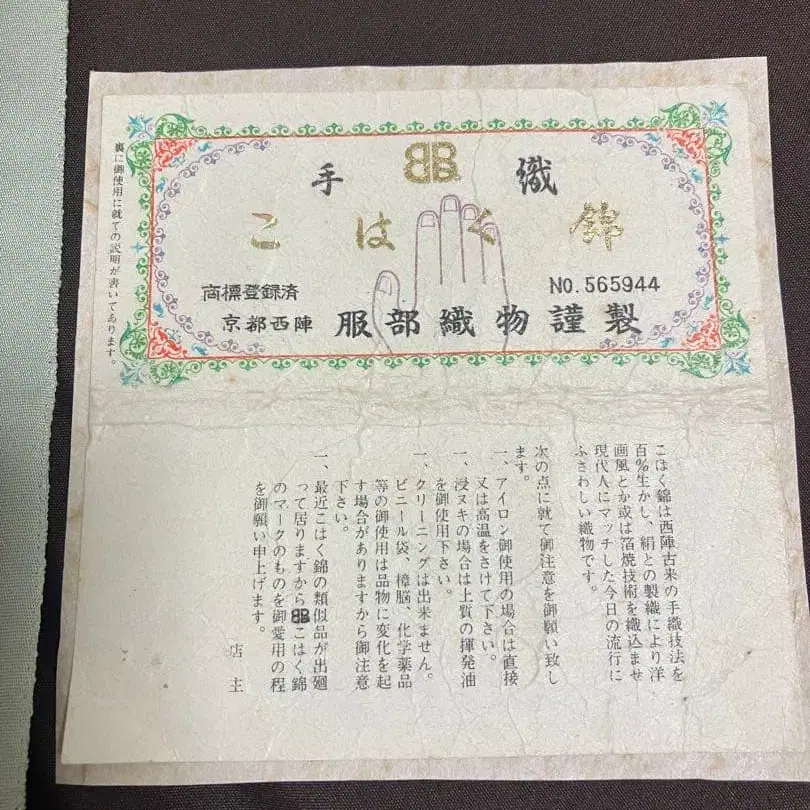 手織
こはく錦
商標登録済
NO.565944
京都西陣 服部織物謹製
裏に御使用に就ての説明が書いてあります。
こはく錦は西陣古来の手織技法を
百%生かし、絹との製織により洋
画風とか或は箔焼技術を織込ませ
現代人にマッチした今日の流行に
ふさわしい織物です。
次の点に就て御注意を御願い致し
ます。
一、アイロン御使用の場合は直接
又は高温をさけて下さい。
一、浸ヌキの場合は上質の揮発油
を御使用下さい。
一、クリーニングは出来ません。
ビニール袋、樟脳、化学薬品
等の御使用は品物に変化を起
す場合がありますから御注意
下さい。
一、最近こはく錦の類似品が出廻
って居りますからこはく錦
のマークのものを御愛用の程
を御願い申上げます。
店主